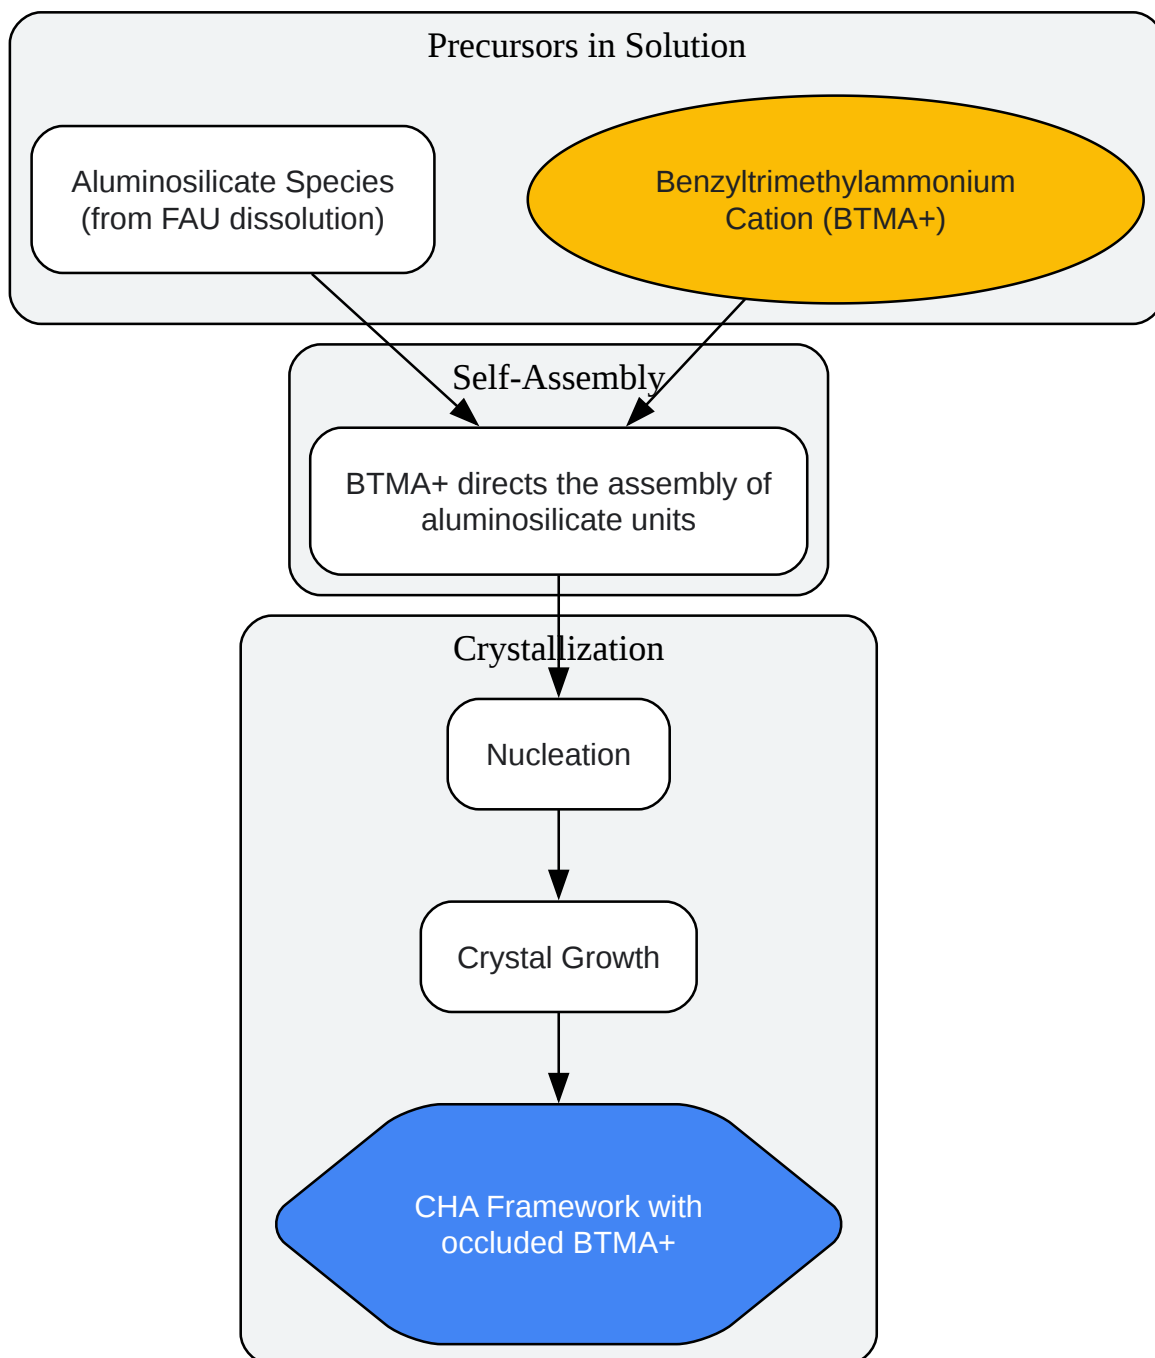 Precursors in Solution
Aluminosilicate Species
(from FAU dissolution)
Benzyltrimethylammonium
Cation (BTMA+)
Self-Assembly
BTMA+ directs the assembly of
aluminosilicate units
Crystallization
Nucleation
Crystal Growth
CHA Framework with
occluded BTMA+